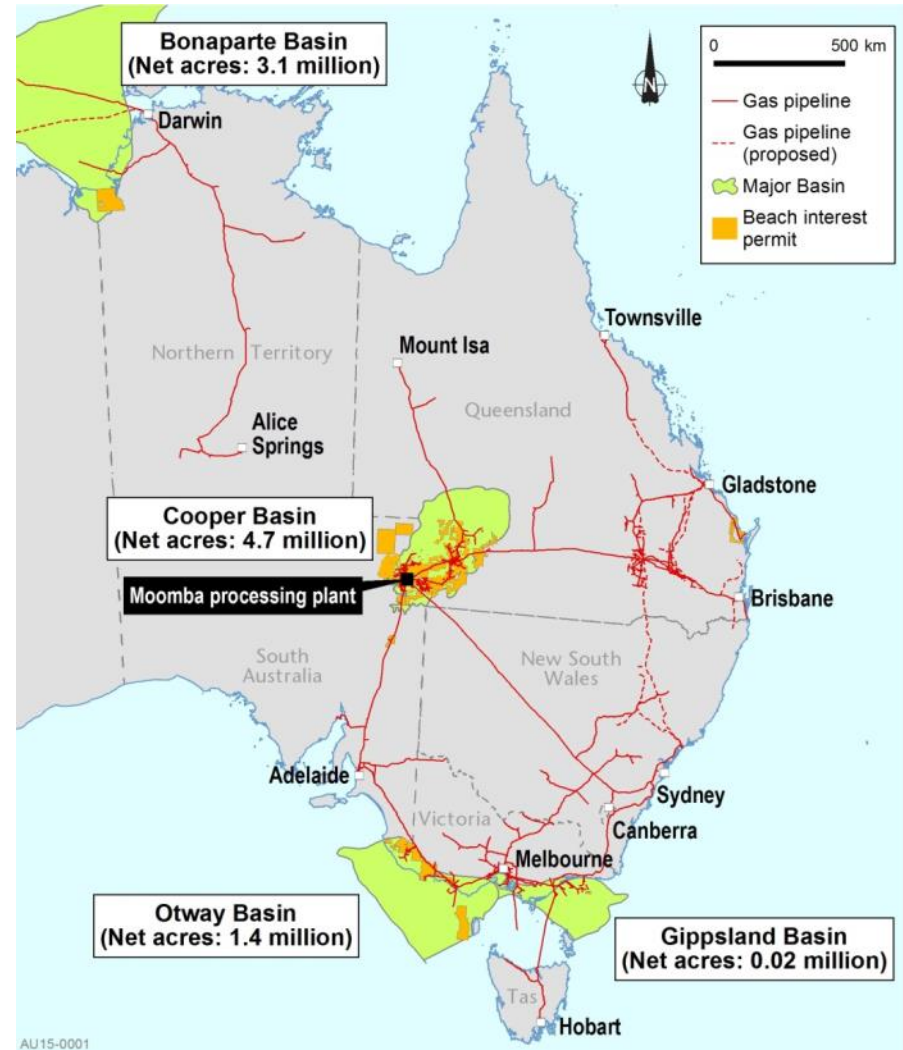 Bonaparte Basin
(Net acres: 3.1 million)
0 500 km
N
Gas pipeline
Gas pipeline
(proposed)
Major Basin
Beach interest
permit
Darwin
Townsville
Northern Territory
Mount Isa
Queensland
Alice
Springs
Gladstone
Cooper Basin
(Net acres: 4.7 million)
Moomba processing plant
Brisbane
South
Australia
New South
Wales
Adelaide
Sydney
Canberra
Victoria
Melbourne
Otway Basin
(Net acres: 1.4 million)
Gippsland Basin
(Net acres: 0.02 million)
Tas
Hobart
AU15-0001